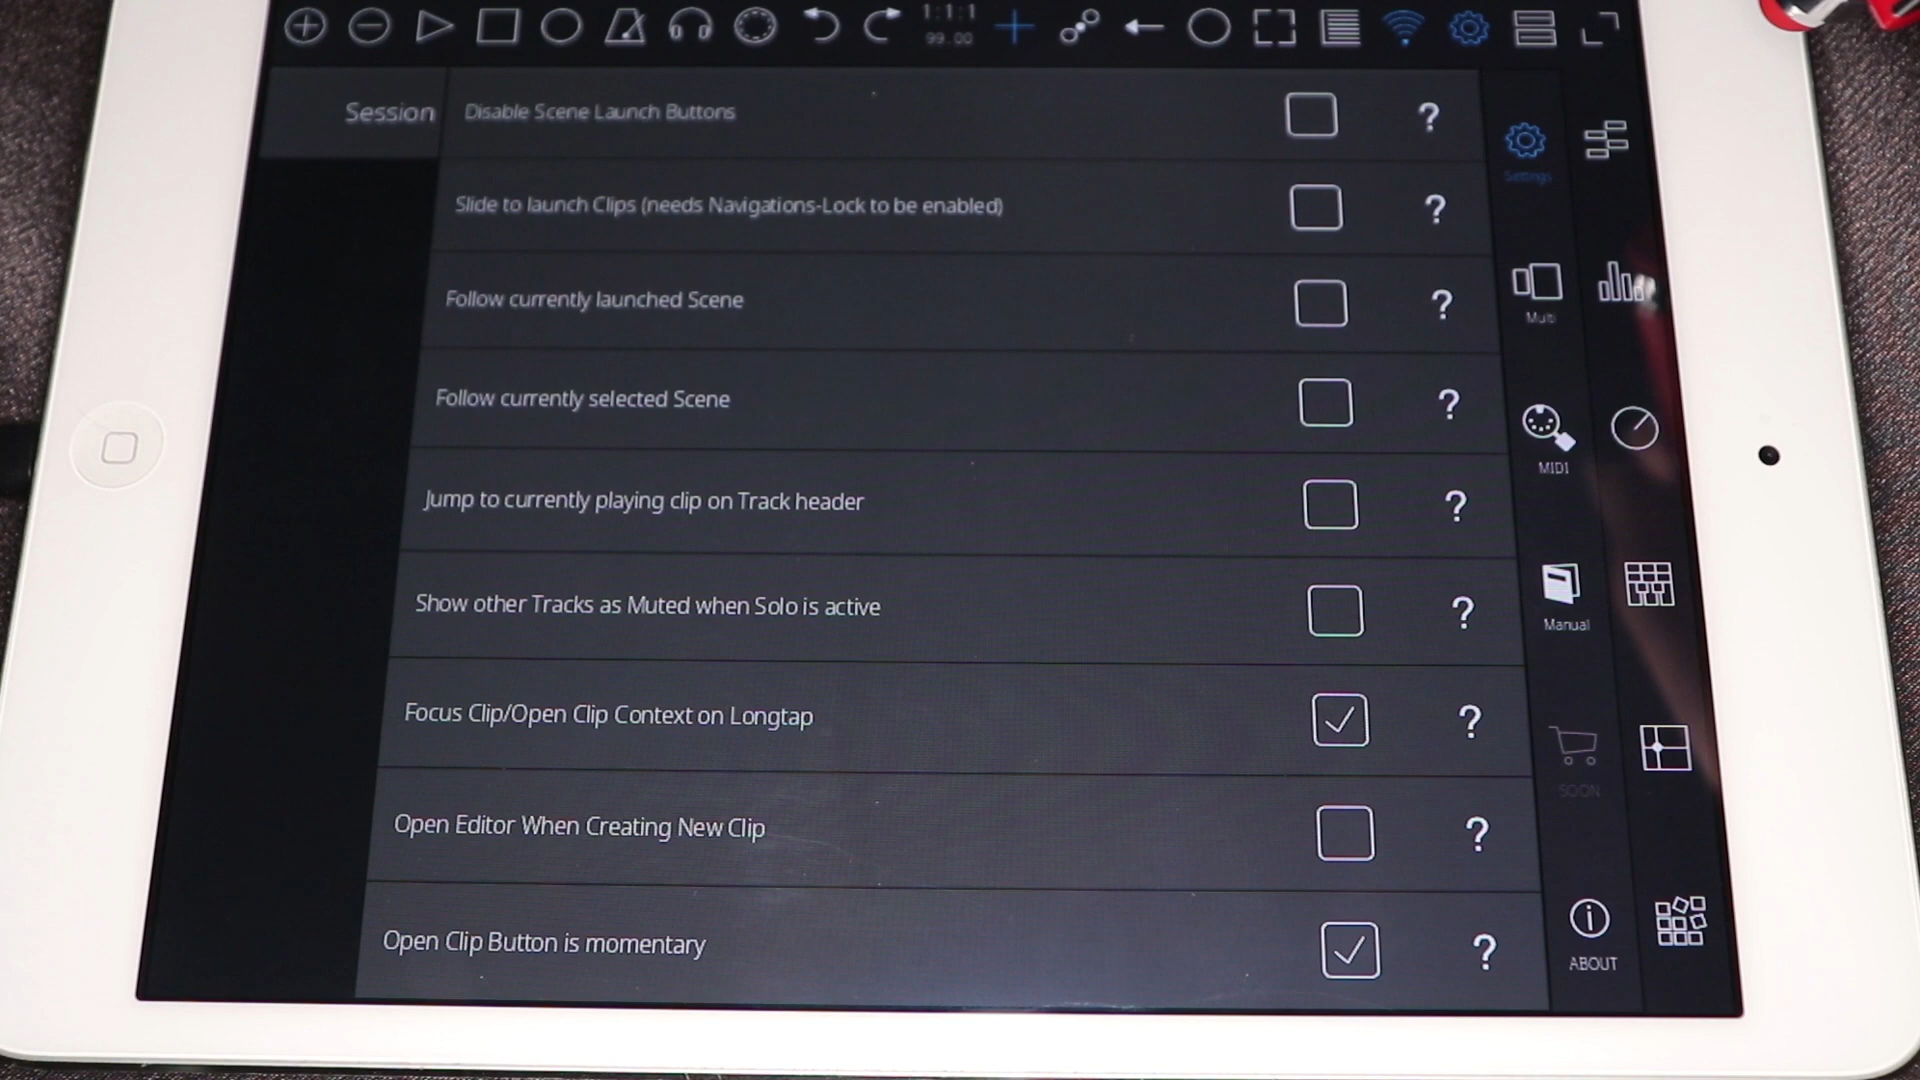 1:1:1
99.00
Session
Disable Scene Launch Buttons
?
Settings
Slide to launch Clips (needs Navigations-Lock to be enabled)
?
Follow currently launched Scene
?
Multi
Follow currently selected Scene
?
MIDI
Jump to currently playing clip on Track header
?
Show other Tracks as Muted when Solo is active
?
Manual
Focus Clip/Open Clip Context on Longtap
?
SOON
Open Editor When Creating New Clip
?
Open Clip Button is momentary
?
ABOUT